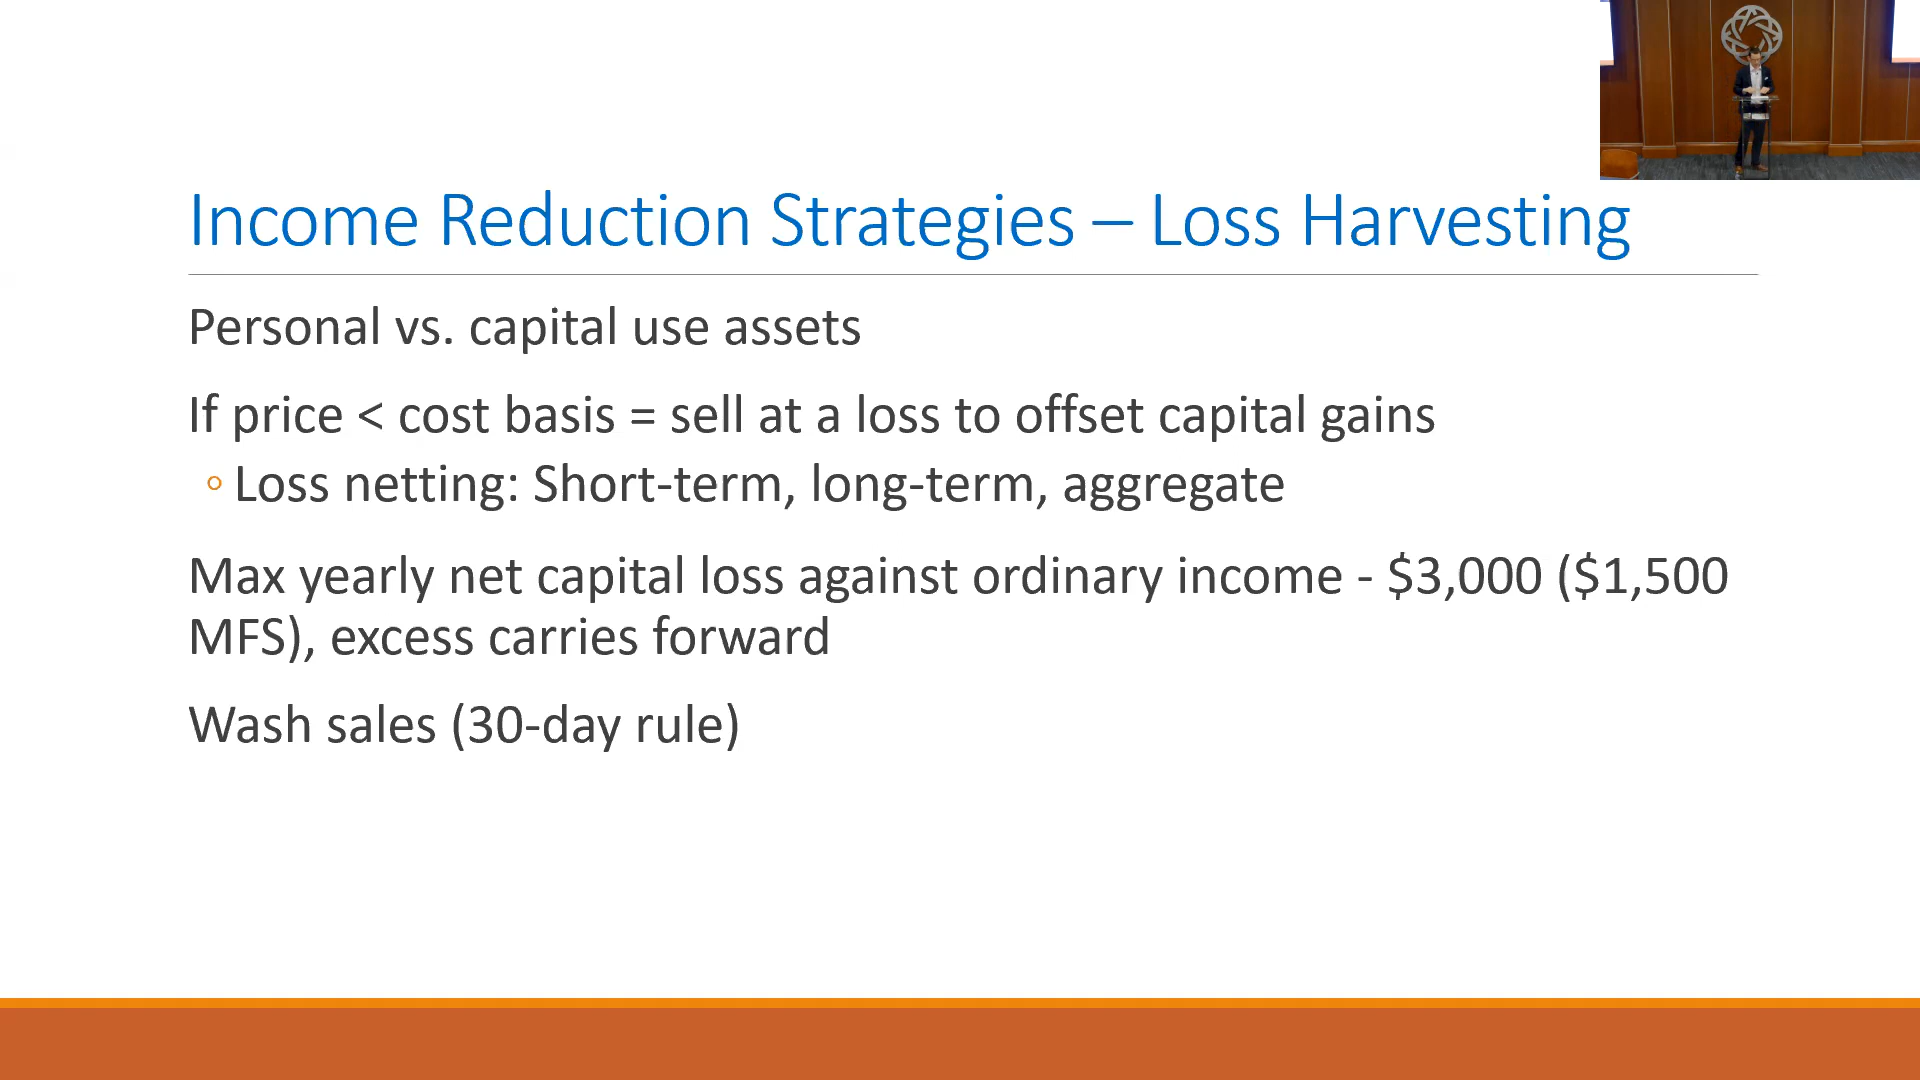 Income Reduction Strategies – Loss Harvesting
Personal vs. capital use assets
If price < cost basis = sell at a loss to offset capital gains
◦ Loss netting: Short-term, long-term, aggregate
Max yearly net capital loss against ordinary income - $3,000 ($1,500
MFS), excess carries forward
Wash sales (30-day rule)